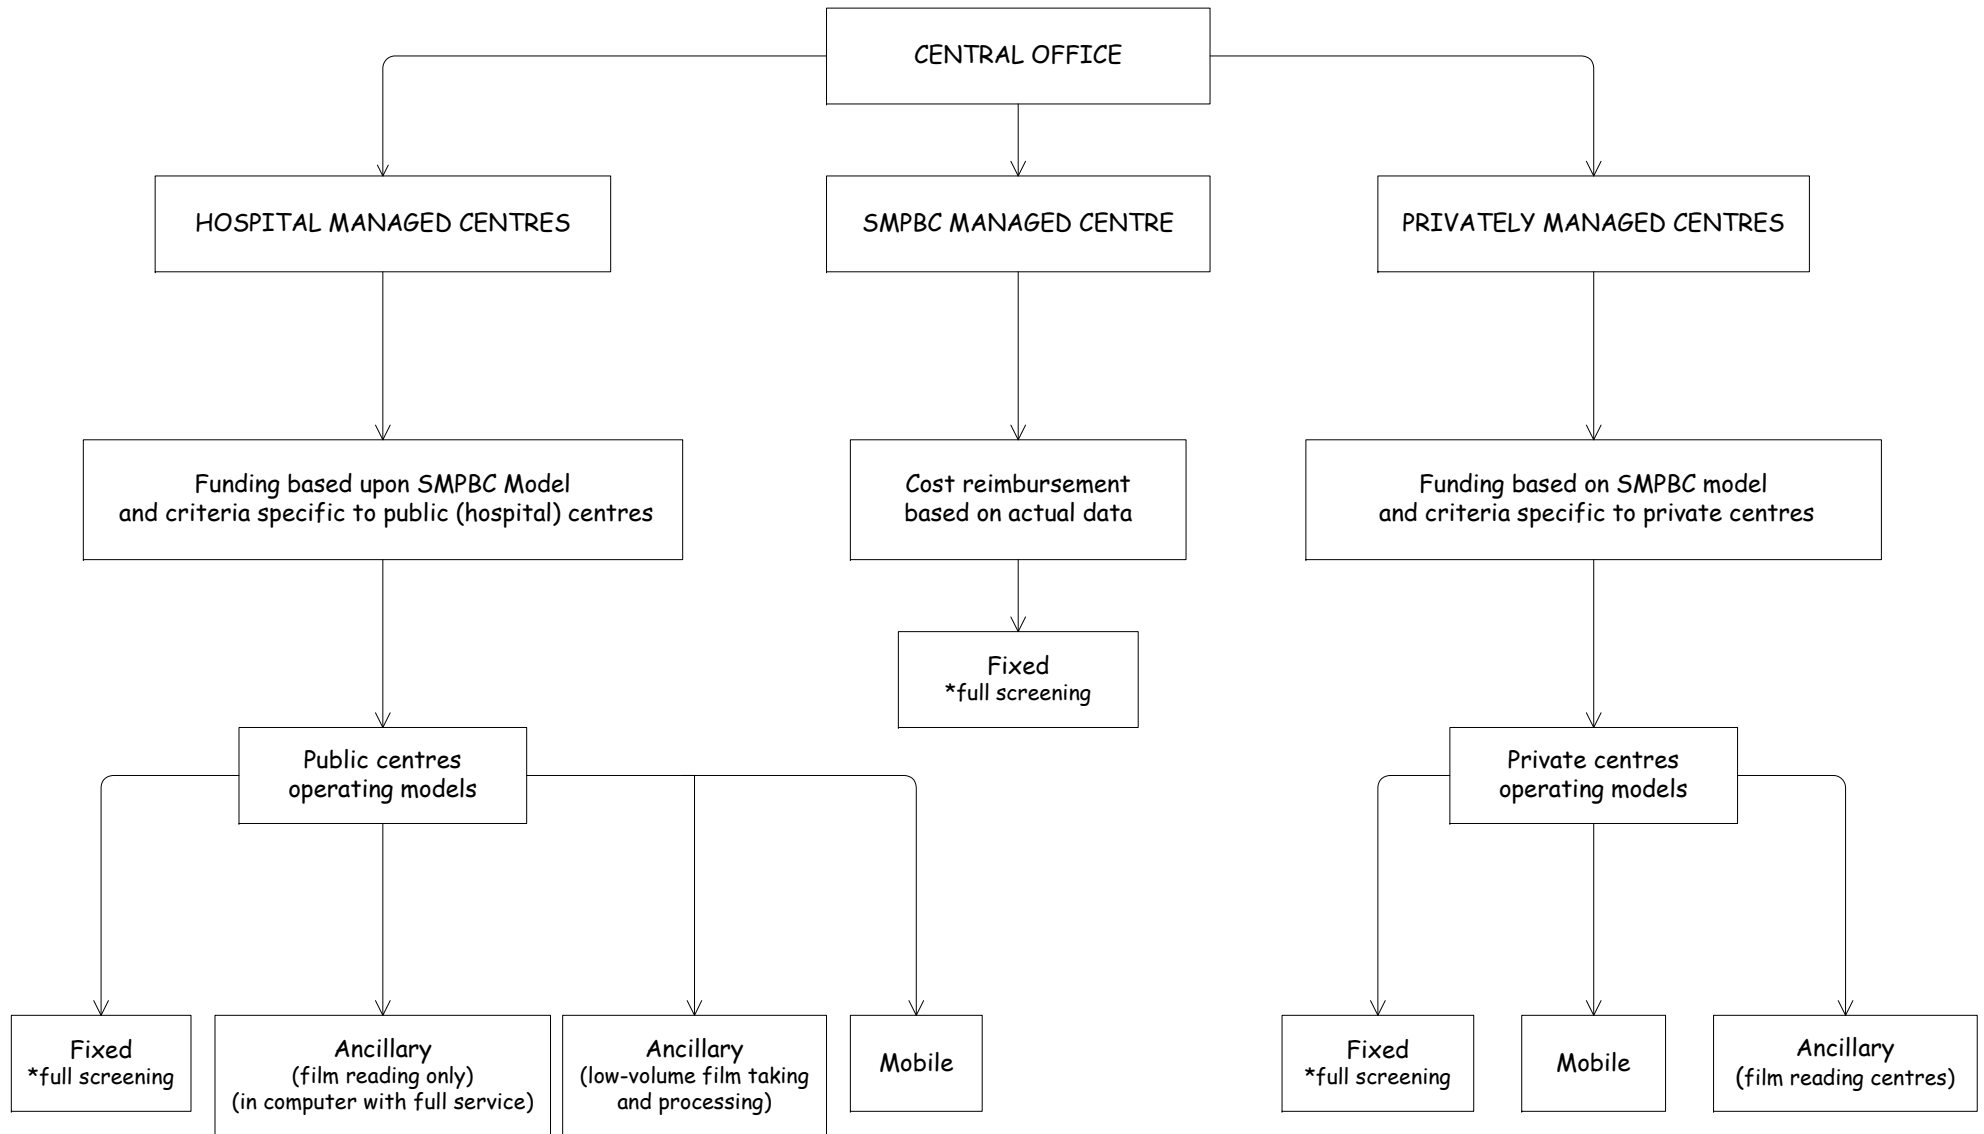 CENTRAL OFFICE
HOSPITAL MANAGED CENTRES
SMPBC MANAGED CENTRE
PRIVATELY MANAGED CENTRES
Funding based upon SMPBC Model
and criteria specific to public (hospital) centres
Cost reimbursement
based on actual data
Funding based on SMPBC model
and criteria specific to private centres
Fixed
*full screening
Public centres
operating models
Private centres
operating models
Fixed
*full screening
Ancillary
(film reading only)
(in computer with full service)
Ancillary
(low-volume film taking
and processing)
Mobile
Fixed
*full screening
Mobile
Ancillary
(film reading centres)